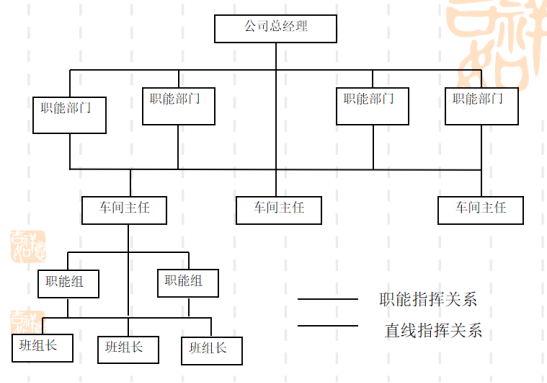 公司总经理
职能部门
职能部门
职能部门
职能部门
车间主任
车间主任
车间主任
职能组
职能组
职能指挥关系
直线指挥关系
班组长
班组长
班组长